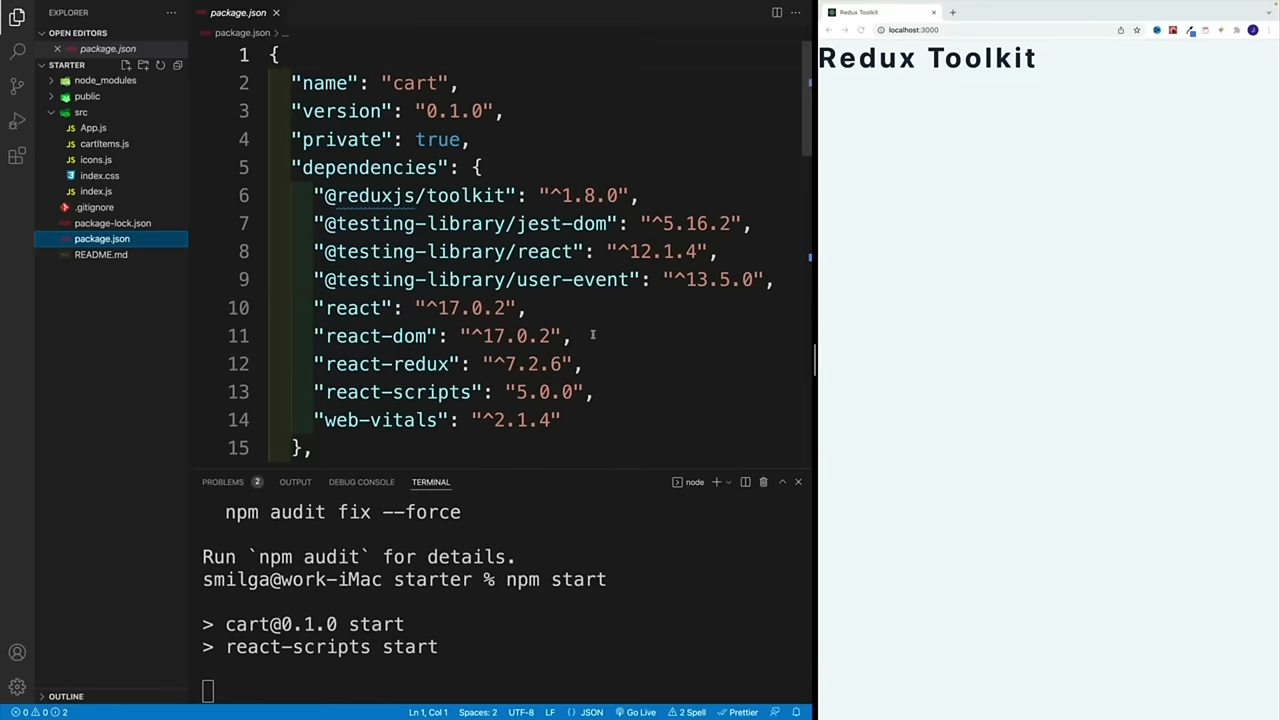 EXPLORER
OPEN EDITORS
package.json
STARTER
node_modules
public
src
App.js
cartItems.js
icons.js
index.css
index.js
.gitignore
package-lock.json
package.json
README.md
OUTLINE
package.json
package.json > ...
1 {
2 "name": "cart",
3 "version": "0.1.0",
4 "private": true,
5 "dependencies": {
6 "@reduxjs/toolkit": "^1.8.0",
7 "@testing-library/jest-dom": "^5.16.2",
8 "@testing-library/react": "^12.1.4",
9 "@testing-library/user-event": "^13.5.0",
10 "react": "^17.0.2",
11 "react-dom": "^17.0.2",
12 "react-redux": "^7.2.6",
13 "react-scripts": "5.0.0",
14 "web-vitals": "^2.1.4"
15 },
PROBLEMS 2 OUTPUT DEBUG CONSOLE TERMINAL node
npm audit fix --force
Run `npm audit` for details.
smilga@work-iMac starter % npm start
> cart@0.1.0 start
> react-scripts start
0 0 2 Ln 1, Col 1 Spaces: 2 UTF-8 LF {} JSON Go Live 2 Spell Prettier
Redux Toolkit
localhost:3000
J
Redux Toolkit